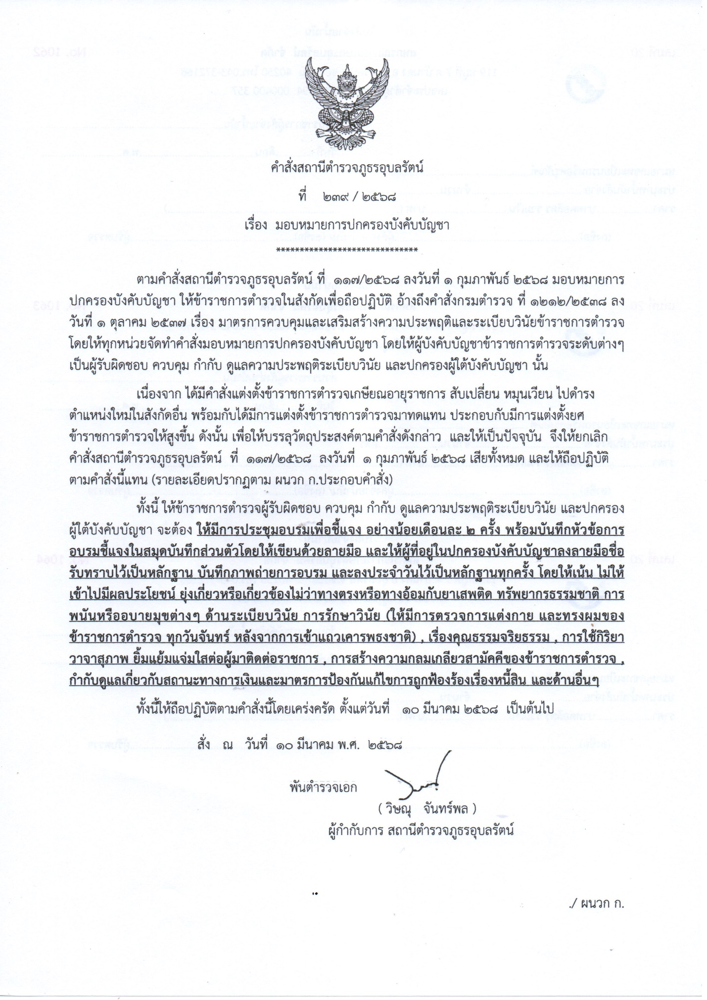 คำสั่งสถานีตำรวจภูธรอุบลรัตน์
ที่ ๒๓๙ / ๒๕๖๘
เรื่อง มอบหมายการปกครองบังคับบัญชา
******************************
ตามคำสั่งสถานีตำรวจภูธรอุบลรัตน์ ที่ ๑๑๗/๒๕๖๘ ลงวันที่ ๑ กุมภาพันธ์ ๒๕๖๘ มอบหมายการ
ปกครองบังคับบัญชา ให้ข้าราชการตำรวจในสังกัดเพื่อถือปฏิบัติ อ้างถึงคำสั่งกรมตำรวจ ที่ ๑๒๑๒/๒๕๓๘ ลง
วันที่ ๑ ตุลาคม ๒๕๓๗ เรื่อง มาตรการควบคุมและเสริมสร้างความประพฤติและระเบียบวินัยข้าราชการตำรวจ
โดยให้ทุกหน่วยจัดทำคำสั่งมอบหมายการปกครองบังคับบัญชา โดยให้ผู้บังคับบัญชาข้าราชการตำรวจระดับต่างๆ
เป็นผู้รับผิดชอบ ควบคุม กำกับ ดูแลความประพฤติระเบียบวินัย และปกครองผู้ใต้บังคับบัญชา นั้น
เนื่องจาก ได้มีคำสั่งแต่งตั้งข้าราชการตำรวจเกษียณอายุราชการ สับเปลี่ยน หมุนเวียน ไปดำรง
ตำแหน่งใหม่ในสังกัดอื่น พร้อมกับได้มีการแต่งตั้งข้าราชการตำรวจมาทดแทน ประกอบกับมีการแต่งตั้งยศ
ข้าราชการตำรวจให้สูงขึ้น ดังนั้น เพื่อให้บรรลุวัตถุประสงค์ตามคำสั่งดังกล่าว และให้เป็นปัจจุบัน จึงให้ยกเลิก
คำสั่งสถานีตำรวจภูธรอุบลรัตน์ ที่ ๑๑๗/๒๕๖๘ ลงวันที่ ๑ กุมภาพันธ์ ๒๕๖๘ เสียทั้งหมด และให้ถือปฏิบัติ
ตามคำสั่งนี้แทน (รายละเอียดปรากฏตาม ผนวก ก.ประกอบคำสั่ง)
ทั้งนี้ ให้ข้าราชการตำรวจผู้รับผิดชอบ ควบคุม กำกับ ดูแลความประพฤติระเบียบวินัย และปกครอง
ผู้ใต้บังคับบัญชา จะต้อง ให้มีการประชุมอบรมเพื่อชี้แจง อย่างน้อยเดือนละ ๒ ครั้ง พร้อมบันทึกหัวข้อการ
อบรมชี้แจงในสมุดบันทึกส่วนตัวโดยให้เขียนด้วยลายมือ และให้ผู้ที่อยู่ในปกครองบังคับบัญชาลงลายมือชื่อ
รับทราบไว้เป็นหลักฐาน บันทึกภาพถ่ายการอบรม และลงประจำวันไว้เป็นหลักฐานทุกครั้ง โดยให้เน้น ไม่ให้
เข้าไปมีผลประโยชน์ ยุ่งเกี่ยวหรือเกี่ยวข้องไม่ว่าทางตรงหรือทางอ้อมกับยาเสพติด ทรัพยากรธรรมชาติ การ
พนันหรืออบายมุขต่างๆ ด้านระเบียบวินัย การรักษาวินัย (ให้มีการตรวจการแต่งกาย และทรงผมของ
ข้าราชการตำรวจ ทุกวันจันทร์ หลังจากการเข้าแถวเคารพธงชาติ) , เรื่องคุณธรรมจริยธรรม , การใช้กิริยา
วาจาสุภาพ ยิ้มแย้มแจ่มใสต่อผู้มาติดต่อราชการ , การสร้างความกลมเกลียวสามัคคีของข้าราชการตำรวจ ,
กำกับดูแลเกี่ยวกับสถานะทางการเงินและมาตรการป้องกันแก้ไขการถูกฟ้องร้องเรื่องหนี้สิน และด้านอื่นๆ
ทั้งนี้ให้ถือปฏิบัติตามคำสั่งนี้โดยเคร่งครัด ตั้งแต่วันที่ ๑๐ มีนาคม ๒๕๖๘ เป็นต้นไป
สั่ง ณ วันที่ ๑๐ มีนาคม พ.ศ. ๒๕๖๘
พันตำรวจเอก
( วิษณุ จันทร์พล )
ผู้กำกับการ สถานีตำรวจภูธรอุบลรัตน์
./ ผนวก ก.